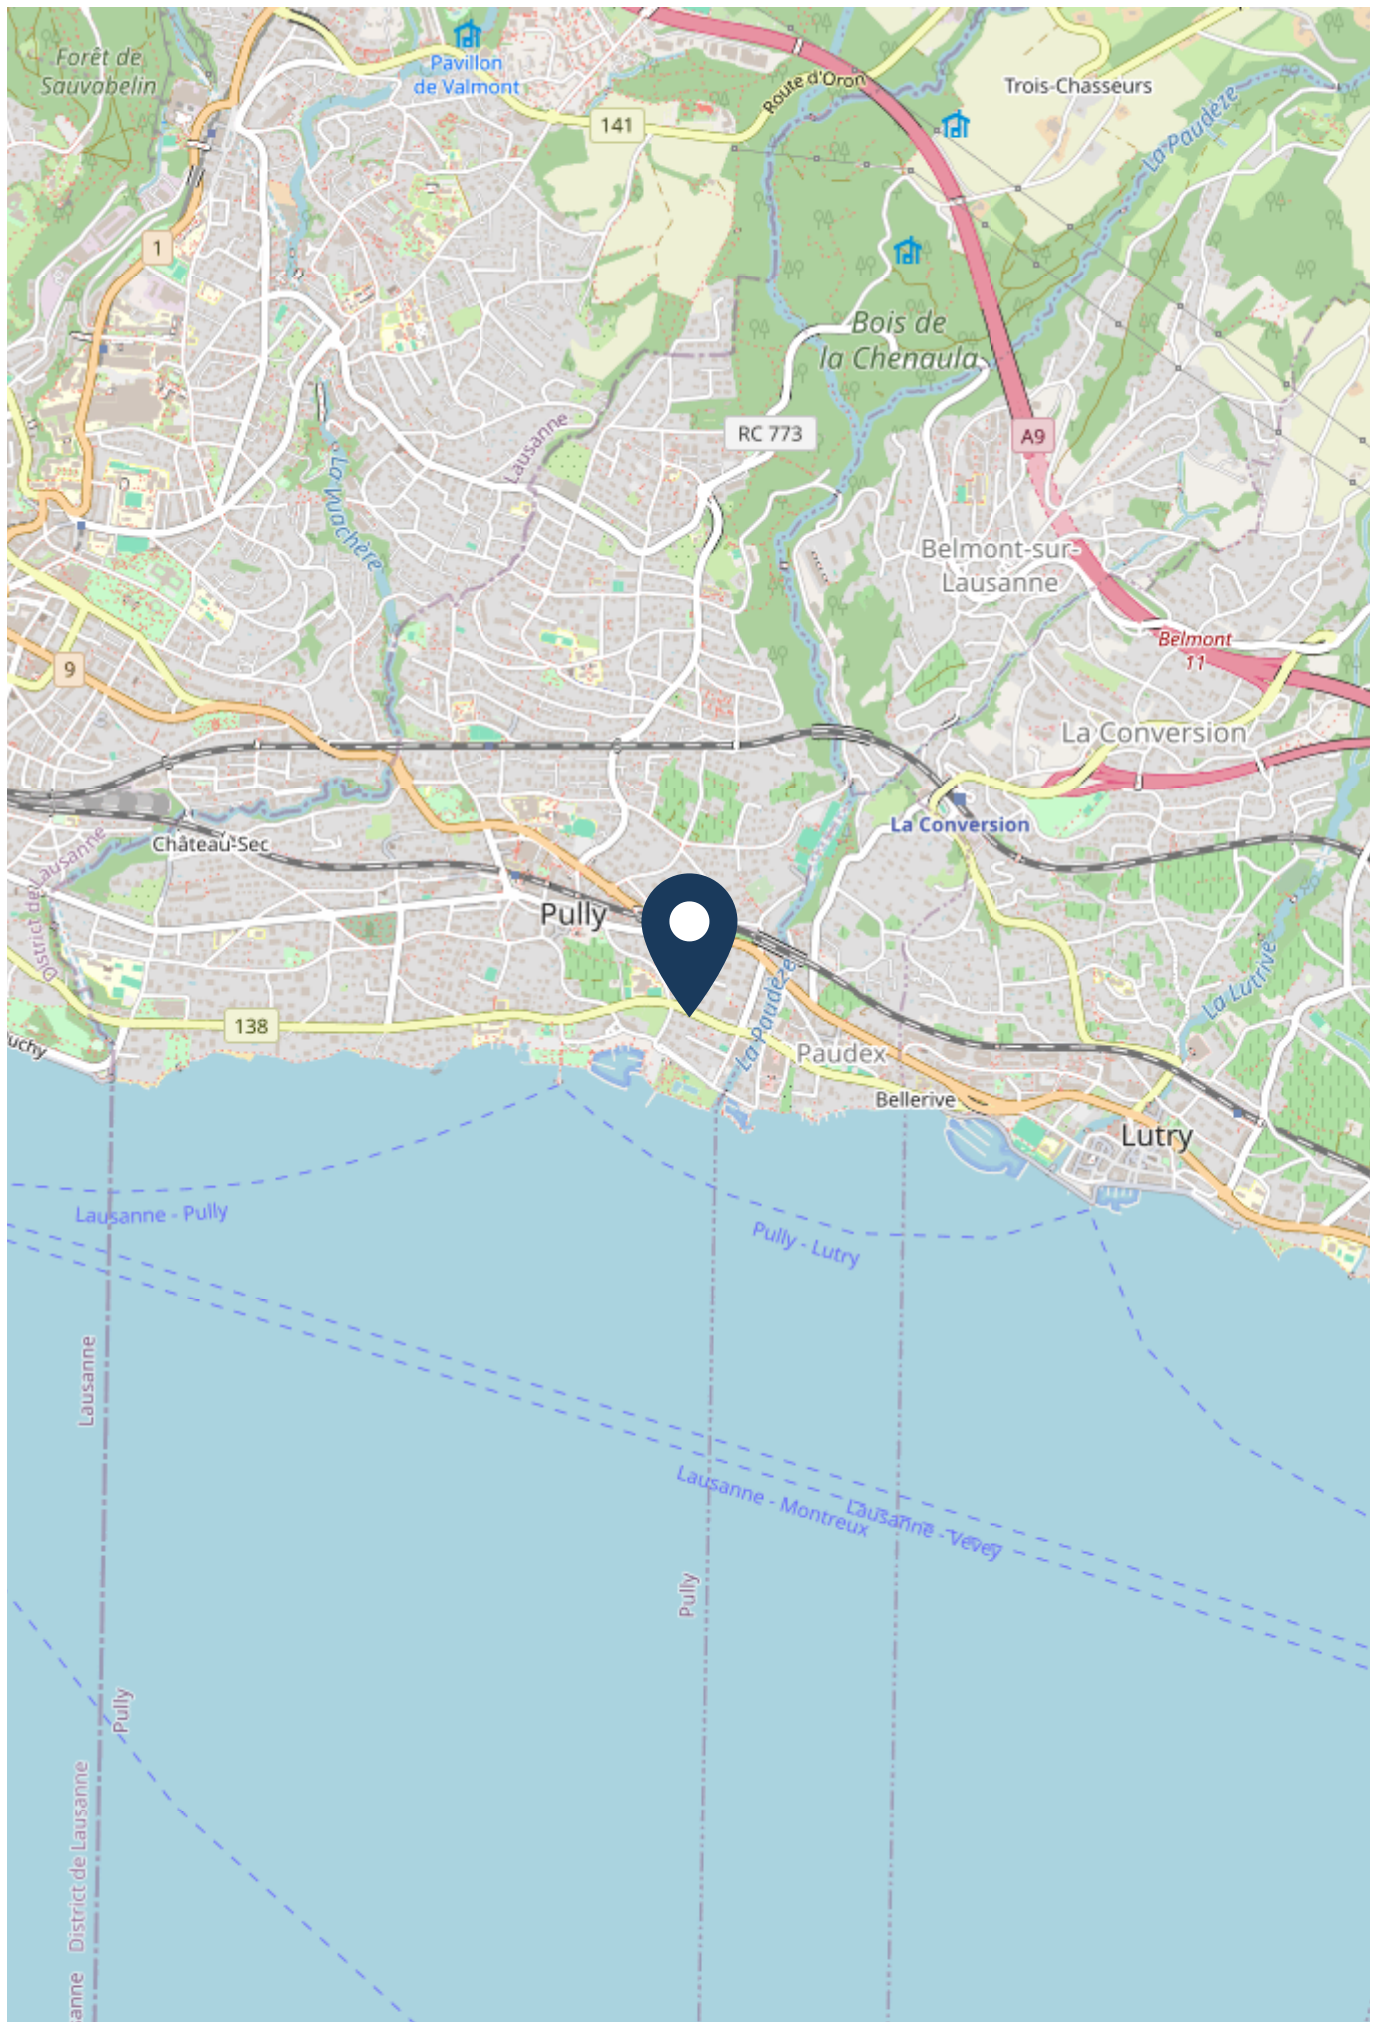 Forêt de
Sauvabelin
Pavillon
de Valmont
141
Route d'Oron
Trois-Chasseurs
La Paudèze
1
Bois de
la Chenaula
Lausanne
RC 773
A9
La Vuachère
Belmont-sur-
Lausanne
9
Belmont
11
La Conversion
La Conversion
Château-Sec
District de Lausanne
Pully
138
uchy
La Paudèze
Paudex
La Lutrive
Bellerive
Lutry
Lausanne - Pully
Pully - Lutry
Lausanne
Lausanne - Montreux
Lausanne - Vevey
Pully
Pully
District de Lausanne
sanne